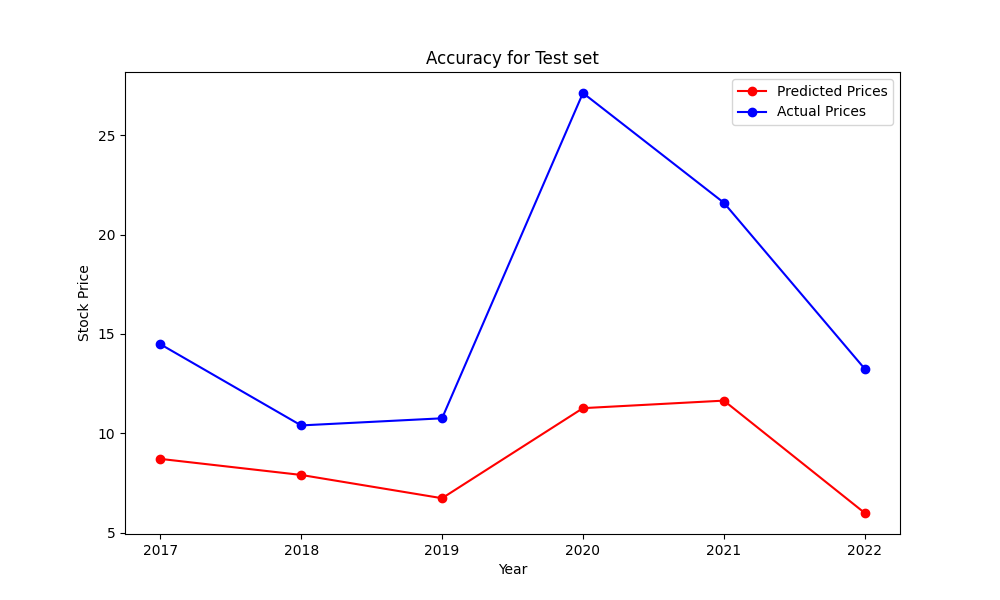 Accuracy for Test set
Predicted Prices
Actual Prices
Stock Price
25
20
15
10
5
2017 2018 2019 2020 2021 2022
Year